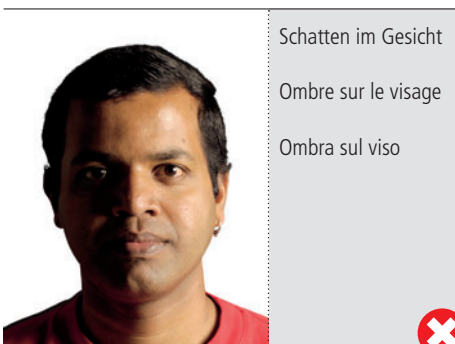 Schatten im Gesicht
Ombre sur le visage
Ombra sul viso